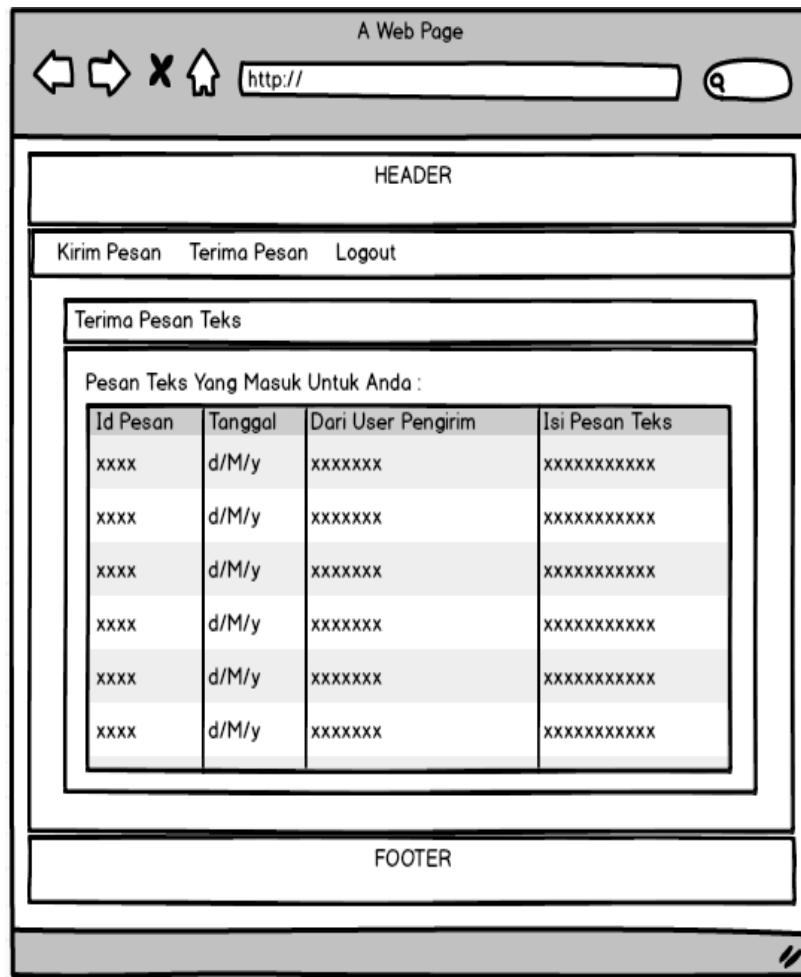 A Web Page
http://
HEADER
Kirim Pesan Terima Pesan Logout
Terima Pesan Teks
Pesan Teks Yang Masuk Untuk Anda :
Id Pesan Tanggal Dari User Pengirim Isi Pesan Teks
xxxx d/M/y xxxxxxx xxxxxxxxxxx
xxxx d/M/y xxxxxxx xxxxxxxxxxx
xxxx d/M/y xxxxxxx xxxxxxxxxxx
xxxx d/M/y xxxxxxx xxxxxxxxxxx
xxxx d/M/y xxxxxxx xxxxxxxxxxx
xxxx d/M/y xxxxxxx xxxxxxxxxxx
FOOTER